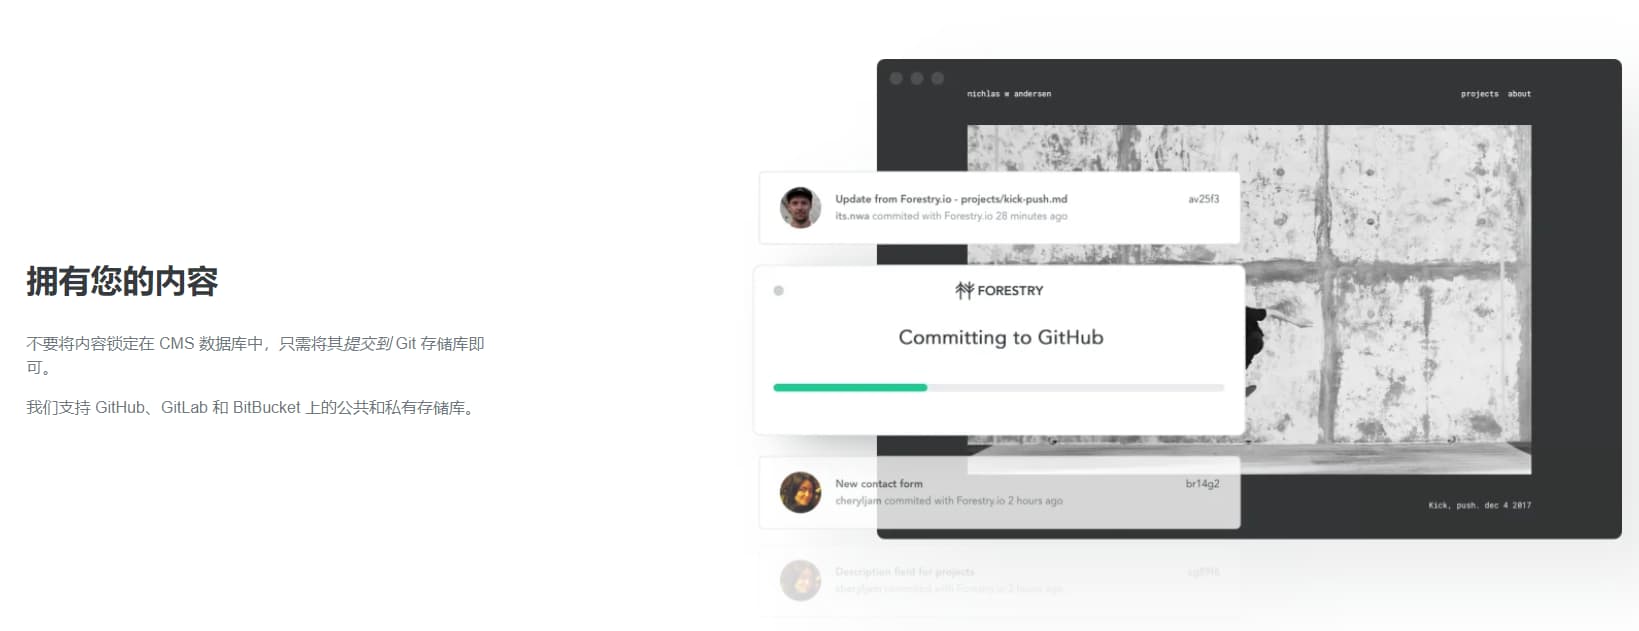 拥有您的内容
不要将内容锁定在 CMS 数据库中，只需将其提交到 Git 存储库即
可。
我们支持 GitHub、GitLab 和 BitBucket 上的公共和私有存储库。
nichlas w andersen
projects about
Update from Forestry.io - projects/kick-push.md
av25f3
its.nwa commited with Forestry.io 28 minutes ago
FORESTRY
Committing to GitHub
New contact form
br14g2
cheryljam commited with Forestry.io 2 hours ago
Kick, push. dec 4 2017
Description field for projects
cheryljam commited with Forestry.io 2 hours ago